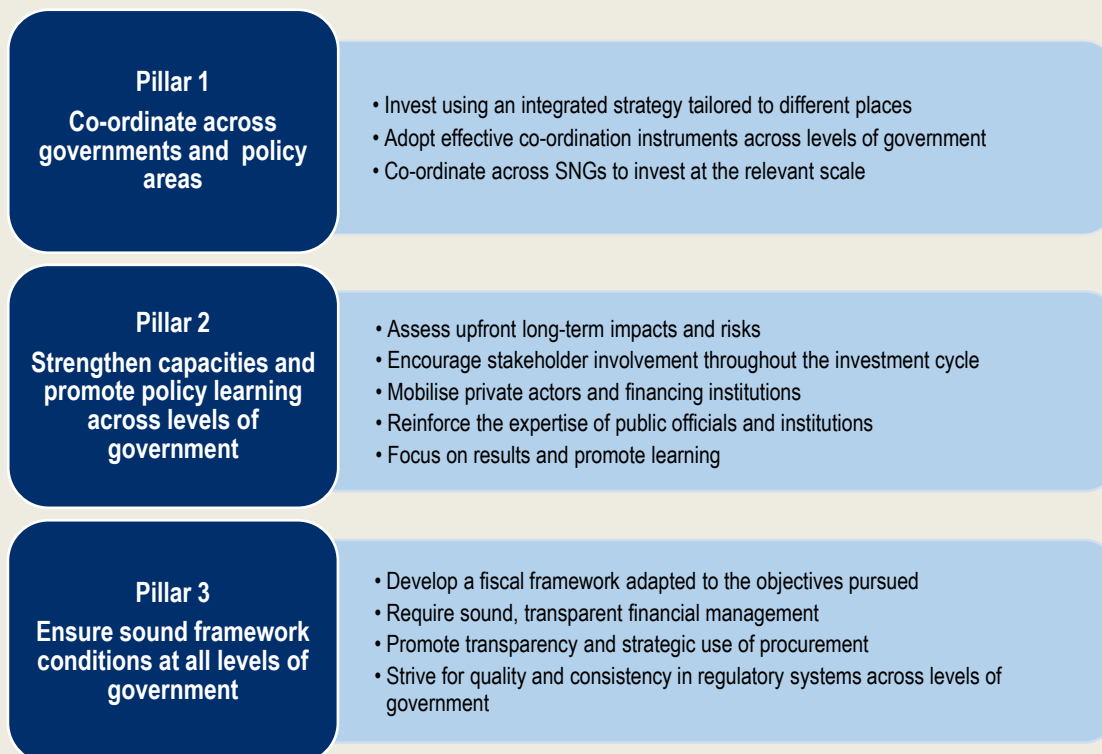 Pillar 1
Co-ordinate across
governments and policy
areas
• Invest using an integrated strategy tailored to different places
• Adopt effective co-ordination instruments across levels of government
• Co-ordinate across SNGs to invest at the relevant scale
Pillar 2
Strengthen capacities and
promote policy learning
across levels of
government
• Assess upfront long-term impacts and risks
• Encourage stakeholder involvement throughout the investment cycle
• Mobilise private actors and financing institutions
• Reinforce the expertise of public officials and institutions
• Focus on results and promote learning
Pillar 3
Ensure sound framework
conditions at all levels of
government
• Develop a fiscal framework adapted to the objectives pursued
• Require sound, transparent financial management
• Promote transparency and strategic use of procurement
• Strive for quality and consistency in regulatory systems across levels of
government